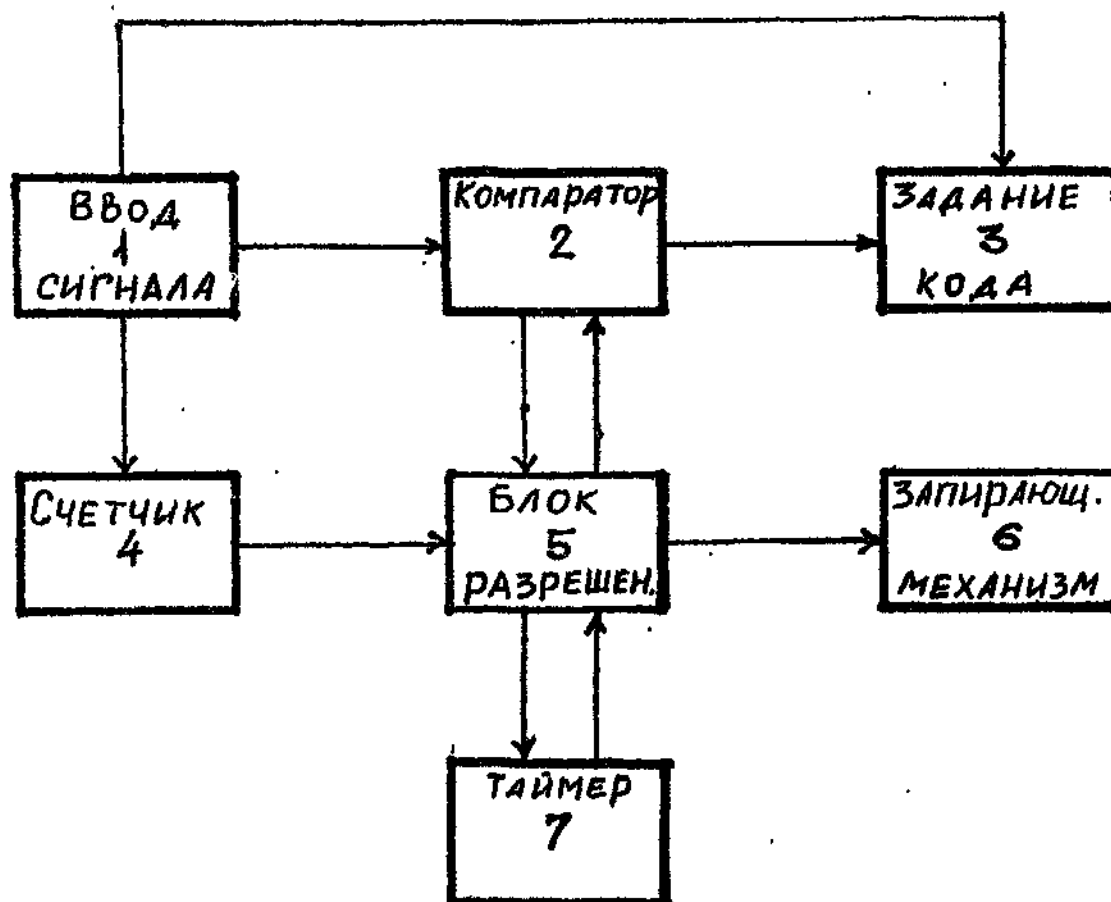 ВВОД
1
СИГНАЛА
КОМПАРАТОР
2
ЗАДАНИЕ
3
КОДА
СЧЕТЧИК
4
БЛОК
5
РАЗРЕШЕН.
ЗАПИРАЮЩ.
6
МЕХАНИЗМ
ТАЙМЕР
7